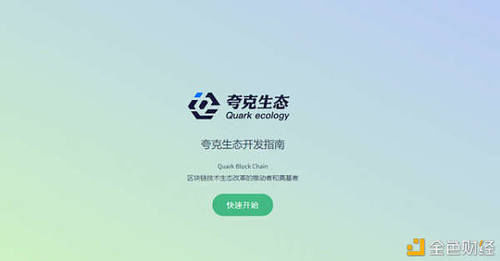 夸克生态
Quark ecology
夸克生态开发指南
Quark Block Chain
区块链技术生态改革的推动者和奠基者
快速开始
金色财经